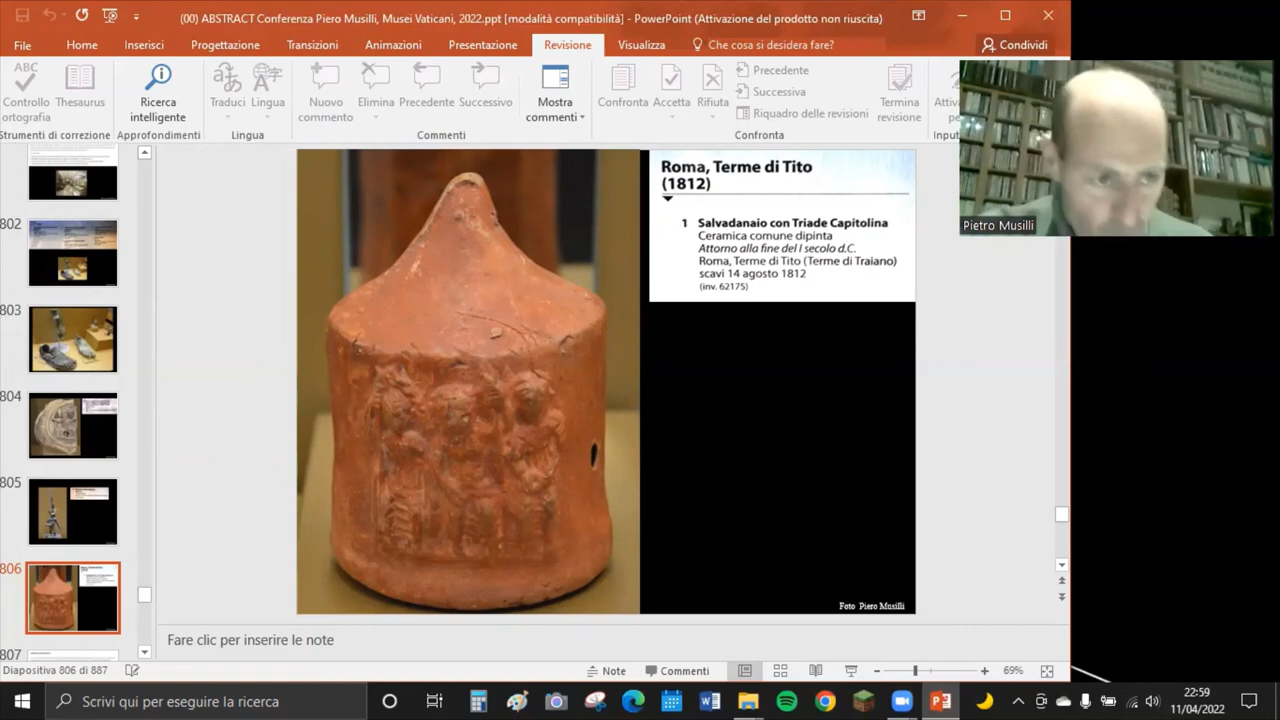 (00) ABSTRACT Conferenza Piero Musilli, Musei Vaticani, 2022.ppt [modalità compatibilità] - PowerPoint (Attivazione del prodotto non riuscita)
File Home Inserisci Progettazione Transizioni Animazioni Presentazione Revisione Visualizza Che cosa si desidera fare? Condividi
ABC
Controllo ortografia
Thesaurus
Ricerca intelligente
Traduci
Lingua
Nuovo commento
Elimina
Precedente
Successivo
Mostra commenti
Confronta
Accetta
Rifiuta
Precedente
Successiva
Riquadro delle revisioni
Termina revisione
Strumenti di correzione Approfondimenti Lingua Commenti Confronta
Pietro Musilli
802
803
804
805
806
807
Roma, Terme di Tito
(1812)
1 Salvadanaio con Triade Capitolina
Ceramica comune dipinta
Attorno alla fine del I secolo d.C.
Roma, Terme di Tito (Terme di Traiano)
scavi 14 agosto 1812
(inv. 62175)
Foto Piero Musilli
Fare clic per inserire le note
Diapositiva 806 di 887 Note Commenti 69%
Scrivi qui per eseguire la ricerca
22:59
11/04/2022